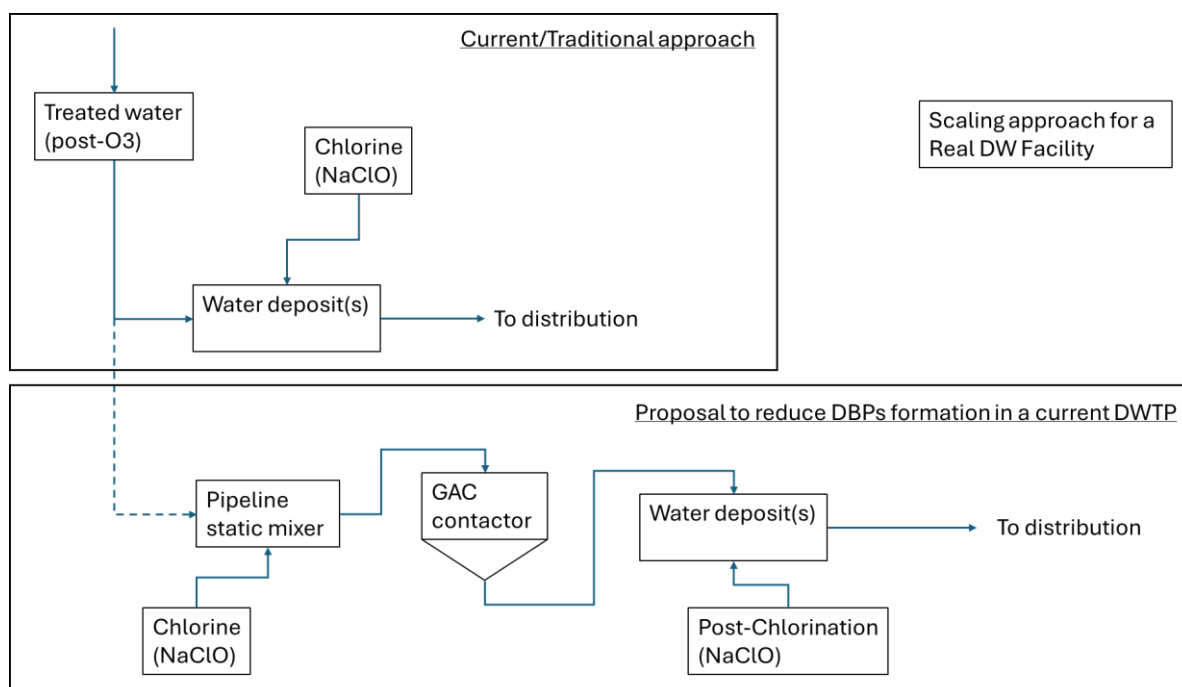 Current/Traditional approach
Treated water
(post-O3)
Chlorine
(NaClO)
Scaling approach for a
Real DW Facility
Water deposit(s)
To distribution
Proposal to reduce DBPs formation in a current DWTP
Pipeline
static mixer
GAC
contactor
Water deposit(s)
To distribution
Chlorine
(NaClO)
Post-Chlorination
(NaClO)